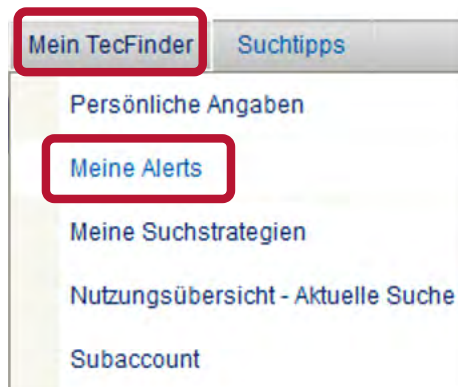 Mein TecFinder Suchtipps
Persönliche Angaben
Meine Alerts
Meine Suchstrategien
Nutzungsübersicht - Aktuelle Suche
Subaccount